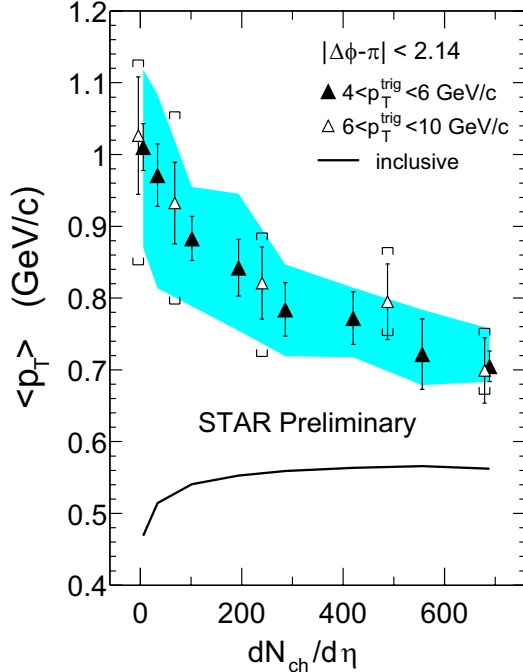 |Δϕ-π| < 2.14
4<p_T^trig<6 GeV/c
6<p_T^trig<10 GeV/c
inclusive
STAR Preliminary
<p_T> (GeV/c)
1.2
1.1
1
0.9
0.8
0.7
0.6
0.5
0.4
0 200 400 600
dN_ch/dη